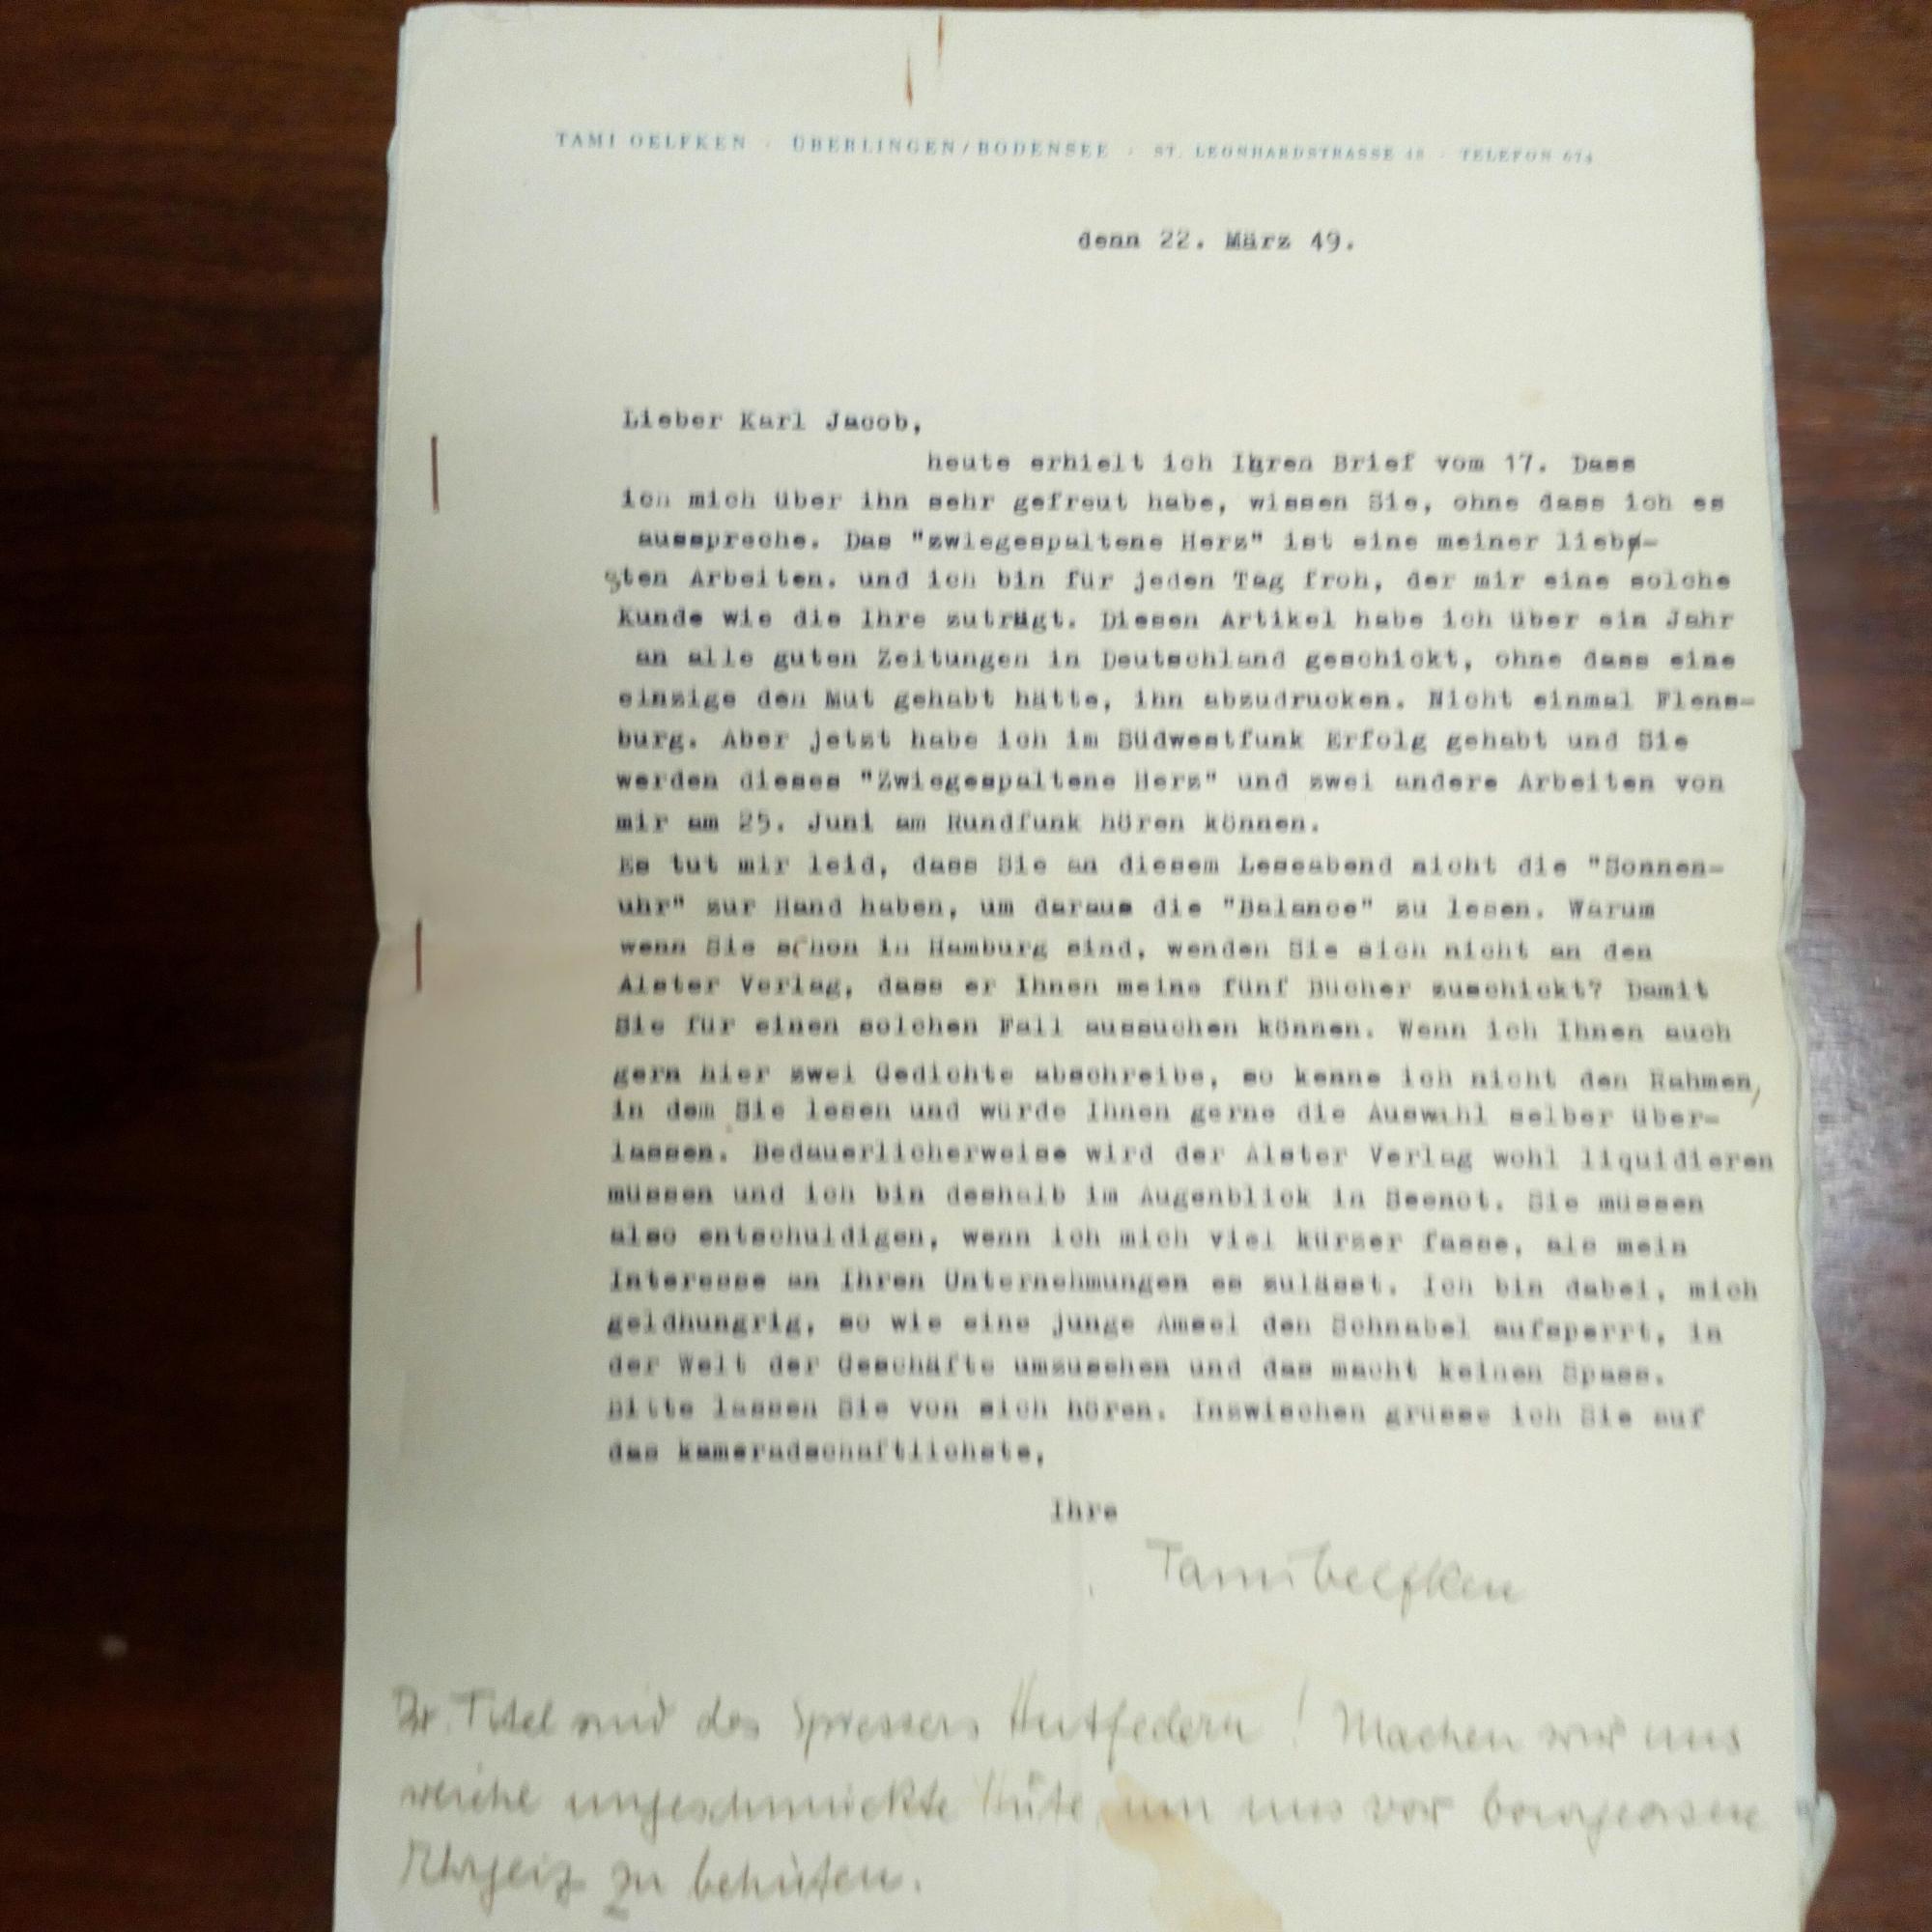 TAMI OELFKEN · ÜBERLINGEN/BODENSEE · ST. LEONHARDSTRASSE 48 · TELEFON 674
denn 22. März 49.
Lieber Karl Jacob,
heute erhielt ich Ihren Brief vom 17. Dass
ich mich über ihn sehr gefreut habe, wissen Sie, ohne dass ich es
ausspreche. Das "zwiegespaltene Herz" ist eine meiner lieb-
sten Arbeiten. und ich bin für jeden Tag froh, der mir eine solche
Kunde wie die Ihre zuträgt. Diesen Artikel habe ich über ein Jahr
an alle guten Zeitungen in Deutschland geschickt, ohne dass eine
einzige den Mut gehabt hätte, ihn abzudrucken. Nicht einmal Flens-
burg. Aber jetzt habe ich im Südwestfunk Erfolg gehabt und Sie
werden dieses "Zwiegespaltene Herz" und zwei andere Arbeiten von
mir am 25. Juni am Rundfunk hören können.
Es tut mir leid, dass Sie an diesem Leseabend nicht die "Sonnen-
uhr" zur Hand haben, um daraus die "Balance" zu lesen. Warum
wenn Sie schon in Hamburg sind, wenden Sie sich nicht an den
Alster Verlag, dass er Ihnen meine fünf Bücher zuschickt? Damit
Sie für einen solchen Fall aussuchen können. Wenn ich Ihnen auch
gern hier zwei Gedichte abschreibe, so kenne ich nicht den Rahmen,
in dem Sie lesen und würde Ihnen gerne die Auswahl selber über-
lassen. Bedauerlicherweise wird der Alster Verlag wohl liquidieren
müssen und ich bin deshalb im Augenblick in Seenot. Sie müssen
also entschuldigen, wenn ich mich viel kürzer fasse, als mein
Interesse an Ihren Unternehmungen es zulässt. Ich bin dabei, mich
geldhungrig, so wie eine junge Amsel den Schnabel aufsperrt, in
der Welt der Geschäfte umzusehen und das macht keinen Spass.
Bitte lassen Sie von sich hören. Inzwischen grüsse ich Sie auf
das kameradschaftlichste,
Ihre
Tami Oelfken
Titel sind des Spiessers Hutfedern! Machen wir uns
weiche ungeschmückte Hüte, um uns vor bourgeoisem
Ehrgeiz zu behüten.